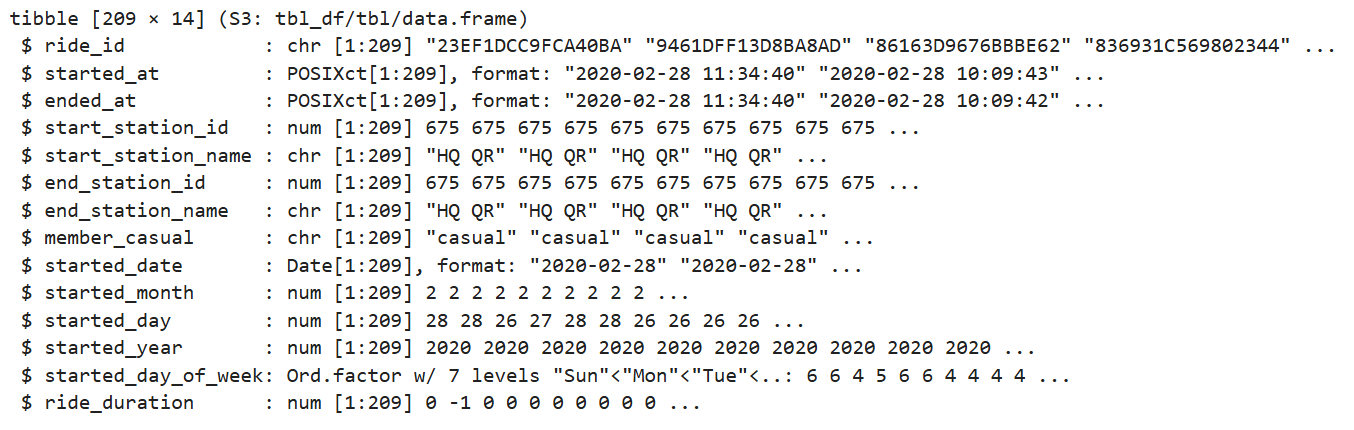 tibble [209 × 14] (S3: tbl_df/tbl/data.frame)
 $ ride_id            : chr [1:209] "23EF1DCC9FCA40BA" "9461DFF13D8BA8AD" "86163D9676BBBE62" "836931C569802344" ...
 $ started_at         : POSIXct[1:209], format: "2020-02-28 11:34:40" "2020-02-28 10:09:43" ...
 $ ended_at           : POSIXct[1:209], format: "2020-02-28 11:34:40" "2020-02-28 10:09:42" ...
 $ start_station_id   : num [1:209] 675 675 675 675 675 675 675 675 675 675 ...
 $ start_station_name : chr [1:209] "HQ QR" "HQ QR" "HQ QR" "HQ QR" ...
 $ end_station_id     : num [1:209] 675 675 675 675 675 675 675 675 675 675 ...
 $ end_station_name   : chr [1:209] "HQ QR" "HQ QR" "HQ QR" "HQ QR" ...
 $ member_casual      : chr [1:209] "casual" "casual" "casual" "casual" ...
 $ started_date       : Date[1:209], format: "2020-02-28" "2020-02-28" ...
 $ started_month      : num [1:209] 2 2 2 2 2 2 2 2 2 2 ...
 $ started_day        : num [1:209] 28 28 26 27 28 28 26 26 26 26 ...
 $ started_year       : num [1:209] 2020 2020 2020 2020 2020 2020 2020 2020 2020 2020 ...
 $ started_day_of_week: Ord.factor w/ 7 levels "Sun"<"Mon"<"Tue"<..: 6 6 4 5 6 6 4 4 4 4 ...
 $ ride_duration      : num [1:209] 0 -1 0 0 0 0 0 0 0 0 ...